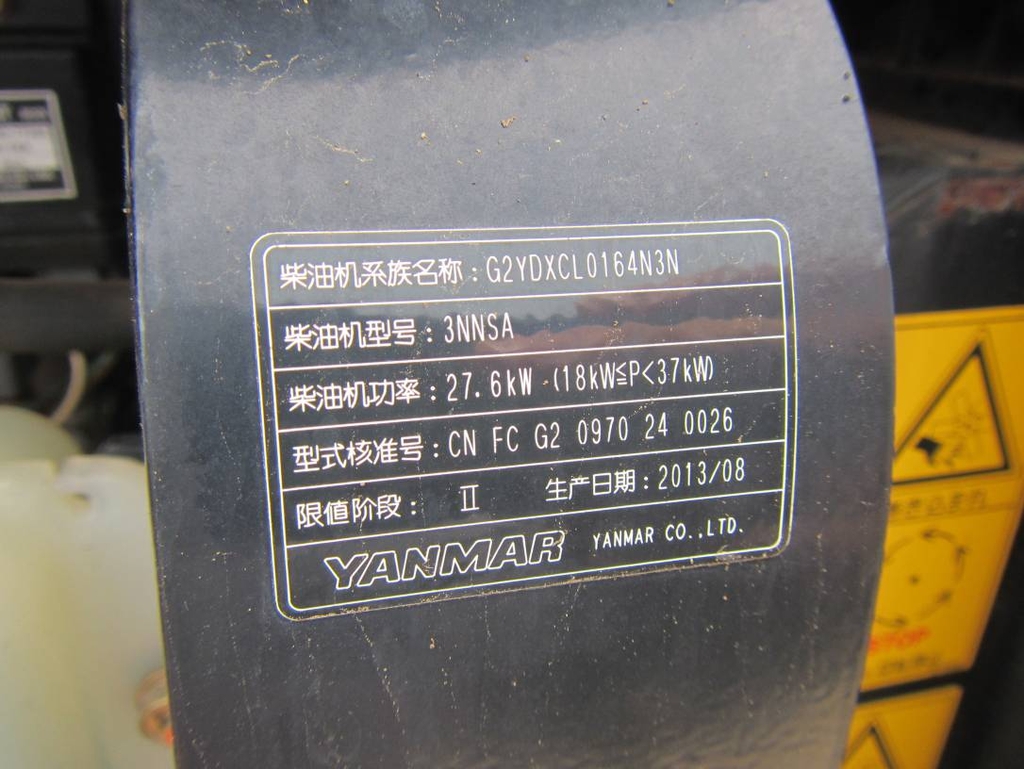 柴油机系族名称：G2YDXCL0164N3N
柴油机型号：3NNSA
柴油机功率：27.6kW (18kW≦P<37kW)
型式核准号：CN FC G2 0970 24 0026
限值阶段： Ⅱ 生产日期：2013/08
YANMAR YANMAR CO.,LTD.
STOP